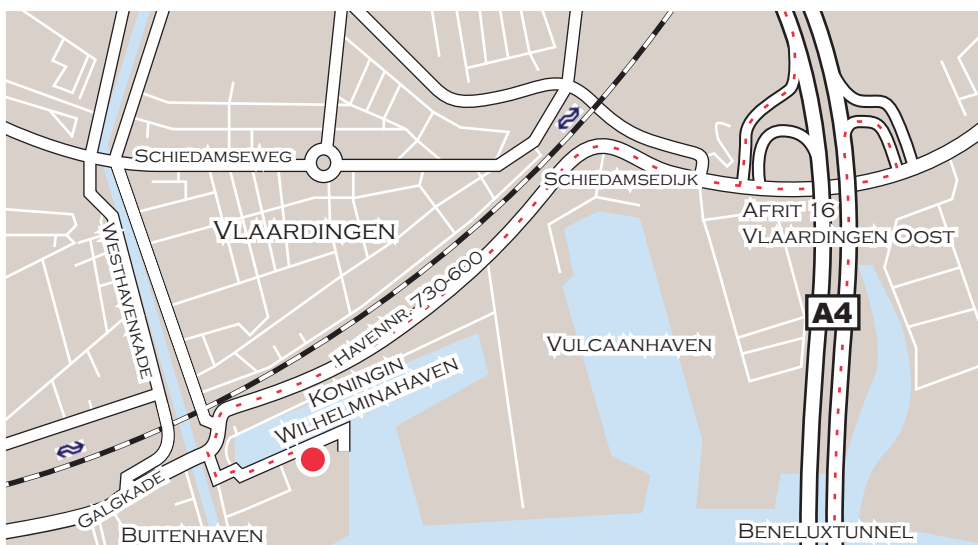 SCHIEDAMSEWEG
SCHIEDAMSEDIJK
AFRIT 16
VLAARDINGEN OOST
VLAARDINGEN
WESTHAVENKADE
HAVENNR. 730-600
A4
VULCAANHAVEN
KONINGIN
WILHELMINAHAVEN
GALGKADE
BUITENHAVEN
BENELUXTUNNEL